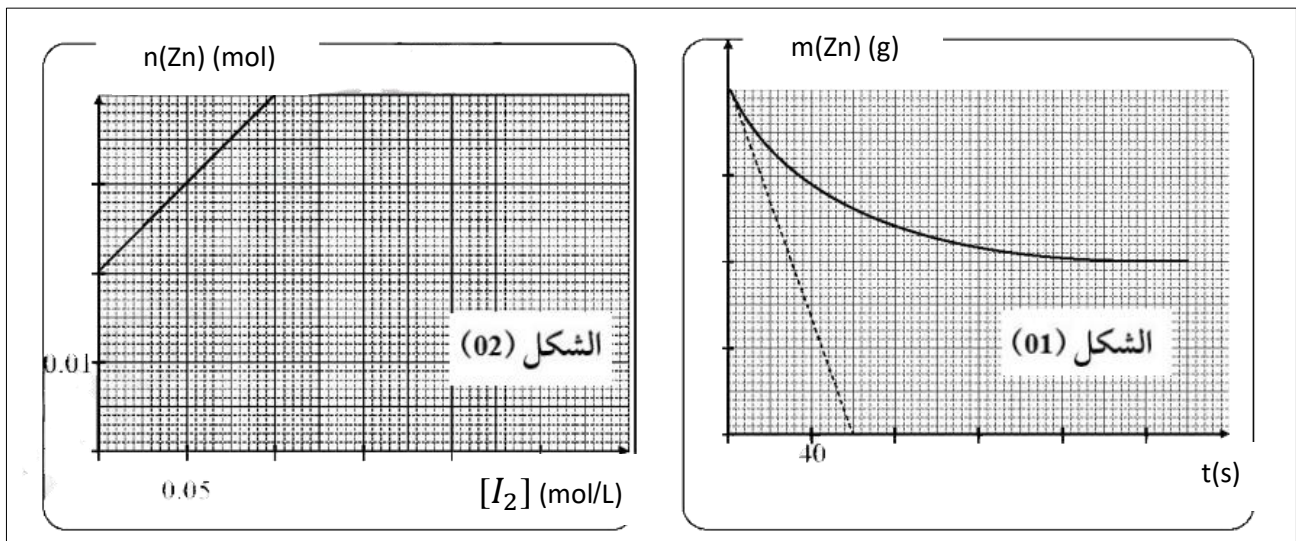 n(Zn) (mol)
0.01
0.05
[I₂] (mol/L)
الشكل (02)
m(Zn) (g)
40
t(s)
الشكل (01)